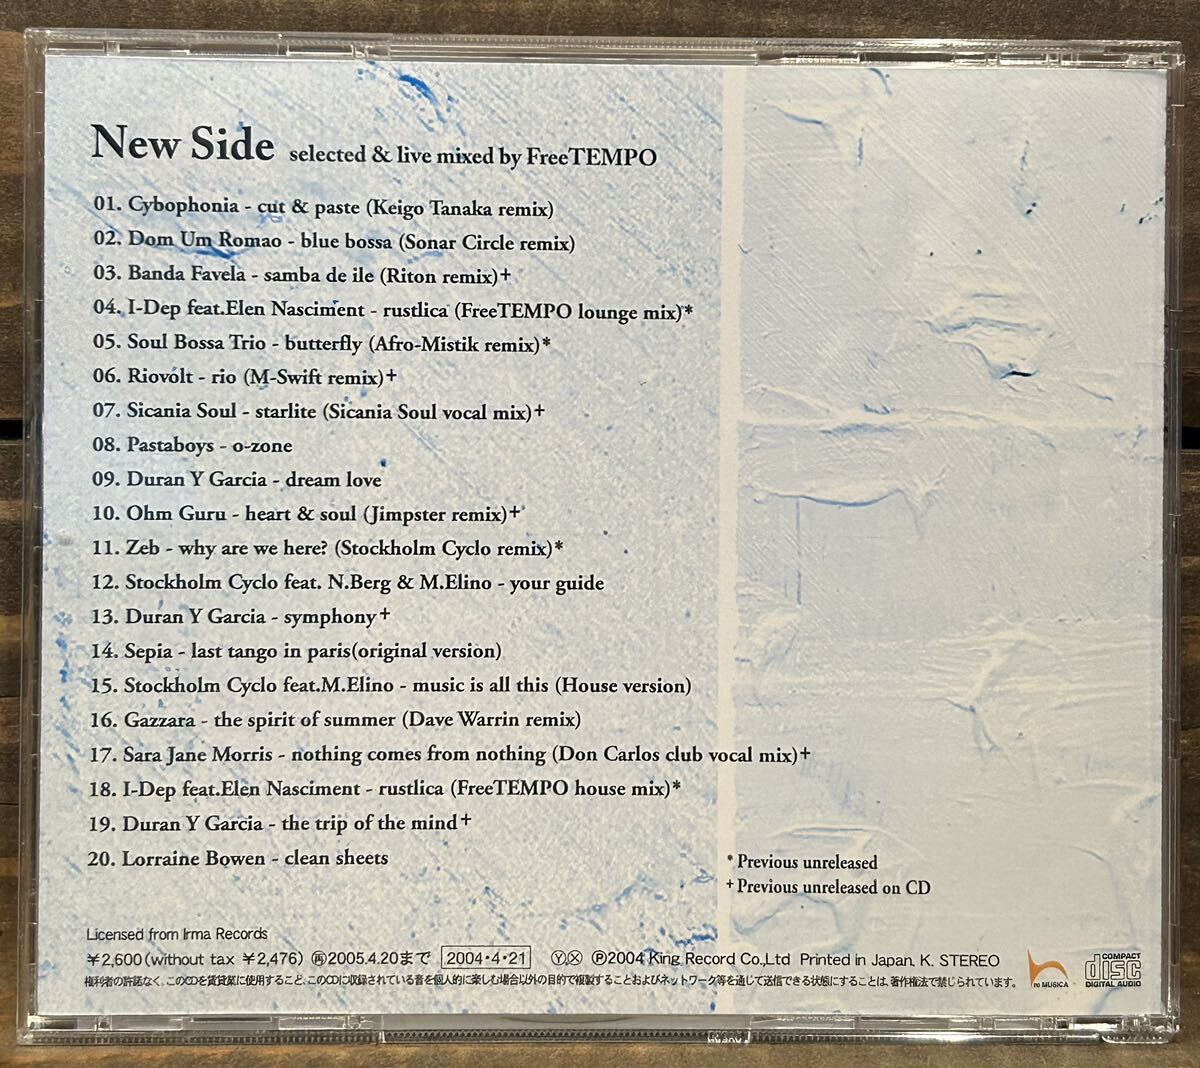 New Side selected & live mixed by FreeTEMPO
01. Cybophonia - cut & paste (Keigo Tanaka remix)
02. Dom Um Romao - blue bossa (Sonar Circle remix)
03. Banda Favela - samba de ile (Riton remix)+
04. I-Dep feat.Elen Nasciment - rustlica (FreeTEMPO lounge mix)*
05. Soul Bossa Trio - butterfly (Afro-Mistik remix)*
06. Riovolt - rio (M-Swift remix)+
07. Sicania Soul - starlite (Sicania Soul vocal mix)+
08. Pastaboys - o-zone
09. Duran Y Garcia - dream love
10. Ohm Guru - heart & soul (Jimpster remix)+
11. Zeb - why are we here? (Stockholm Cyclo remix)*
12. Stockholm Cyclo feat. N.Berg & M.Elino - your guide
13. Duran Y Garcia - symphony+
14. Sepia - last tango in paris(original version)
15. Stockholm Cyclo feat.M.Elino - music is all this (House version)
16. Gazzara - the spirit of summer (Dave Warrin remix)
17. Sara Jane Morris - nothing comes from nothing (Don Carlos club vocal mix)+
18. I-Dep feat.Elen Nasciment - rustlica (FreeTEMPO house mix)*
19. Duran Y Garcia - the trip of the mind+
20. Lorraine Bowen - clean sheets
* Previous unreleased
+ Previous unreleased on CD
Licensed from Irma Records
¥2,600(without tax ¥2,476) 再2005.4.20まで 2004・4・21 Ⓨ Ⓧ ℗2004 King Record Co.,Ltd Printed in Japan, K. STEREO
権利者の許諾なく、このCDを賃貸業に使用すること、このCDに収録されている音を個人的に楽しむ場合以外の目的で複製することおよびネットワーク等を通じて送信できる状態にすることは、著作権法で禁じられています。
re MUSICA
COMPACT
disc
DIGITAL AUDIO